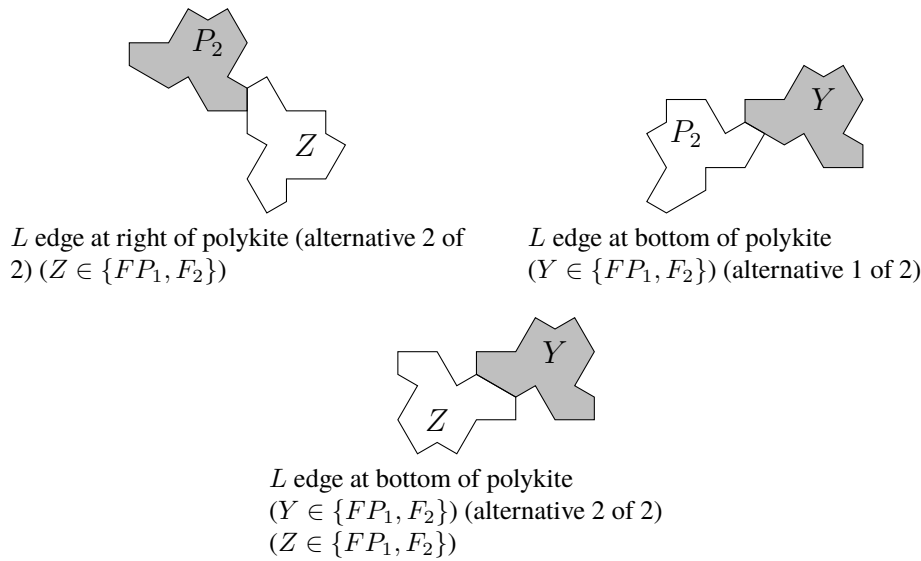 P₂
Z
Y
P₂
L edge at right of polykite (alternative 2 of
2) (Z ∈ {FP₁, F₂})
L edge at bottom of polykite
(Y ∈ {FP₁, F₂}) (alternative 1 of 2)
Y
Z
L edge at bottom of polykite
(Y ∈ {FP₁, F₂}) (alternative 2 of 2)
(Z ∈ {FP₁, F₂})